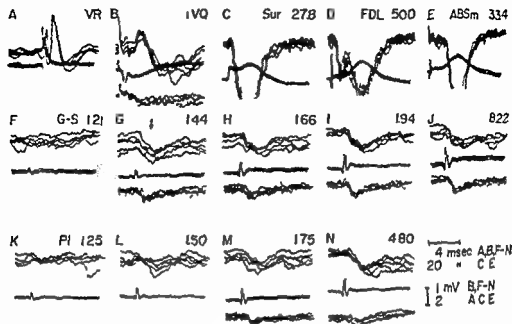 A VR B IVQ C Sur 278 D FDL 500 E ABSm 334
F G-S 121 G 144 H 166 I 194 J 822
K Pl 125 L 150 M 175 N 480
4 msec A,B,F-N
20 " C E
1 mV B,F-N
2 A C E